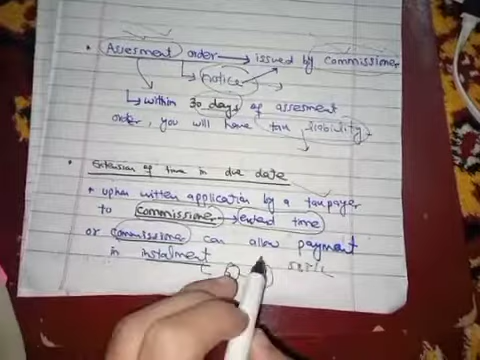 • Assesment order → issued by commissioner
↳ notice
↳ within 30 days of assesment
order, you will have tax liability
• Extension of time in due date
* upon written application by a taxpayer
to commissioner → extend time
or commissioner can allow payment
in instalment